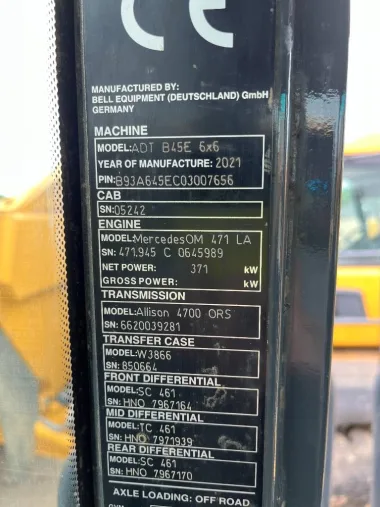 CE
MANUFACTURED BY:
BELL EQUIPMENT (DEUTSCHLAND) GmbH
GERMANY
MACHINE
MODEL:ADT B45E 6x6
YEAR OF MANUFACTURE:2021
PIN:B93A645EC03007656
CAB
SN:05242
ENGINE
MODEL:MercedesOM 471 LA
SN:471.945 C 0645989
NET POWER: 371 kW
GROSS POWER: kW
TRANSMISSION
MODEL:Allison 4700 ORS
SN:6620039281
TRANSFER CASE
MODEL:W3866
SN:850664
FRONT DIFFERENTIAL
MODEL:SC 461
SN:HNO 7967164
MID DIFFERENTIAL
MODEL:TC 461
SN:HNO 7971939
REAR DIFFERENTIAL
MODEL:SC 461
SN:HNO 7967170
AXLE LOADING: OFF ROAD